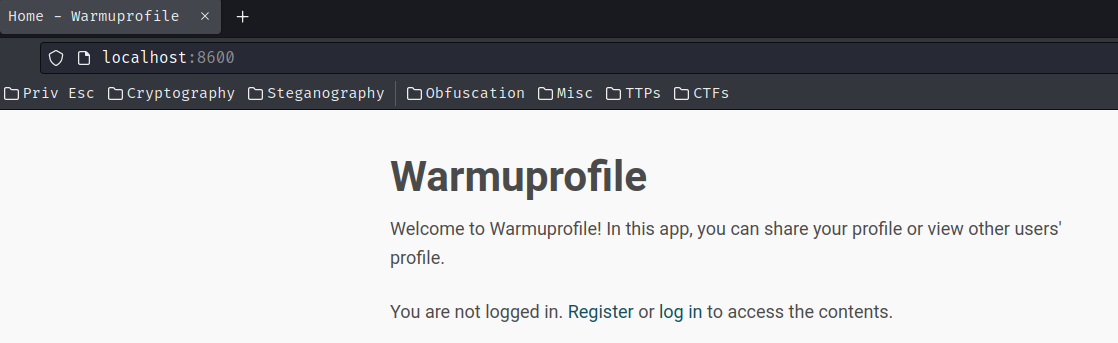 Home - Warmuprofile
localhost:8600
Priv Esc Cryptography Steganography Obfuscation Misc TTPs CTFs
Warmuprofile
Welcome to Warmuprofile! In this app, you can share your profile or view other users'
profile.
You are not logged in. Register or log in to access the contents.